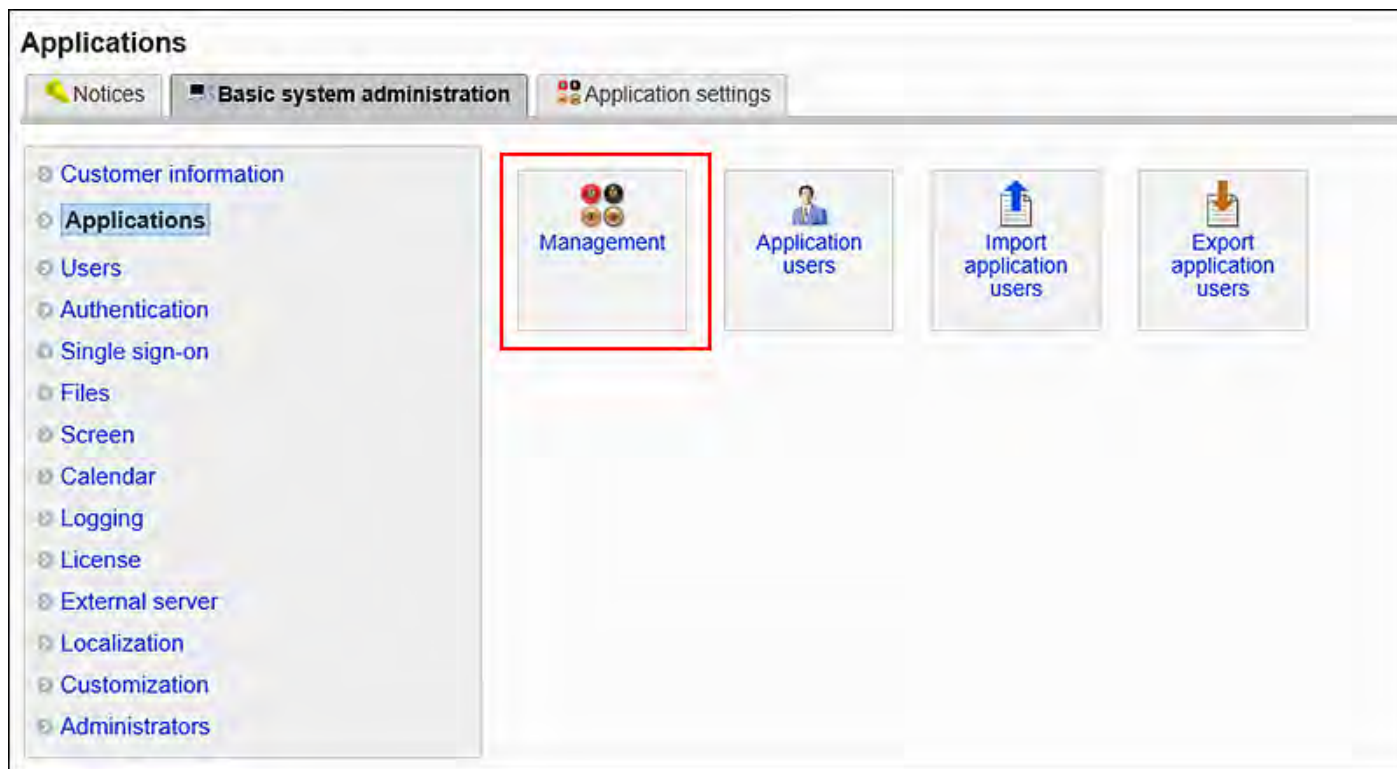 Applications
Notices
Basic system administration
Application settings
Customer information
Applications
Users
Authentication
Single sign-on
Files
Screen
Calendar
Logging
License
External server
Localization
Customization
Administrators
Management
Application
users
Import
application
users
Export
application
users